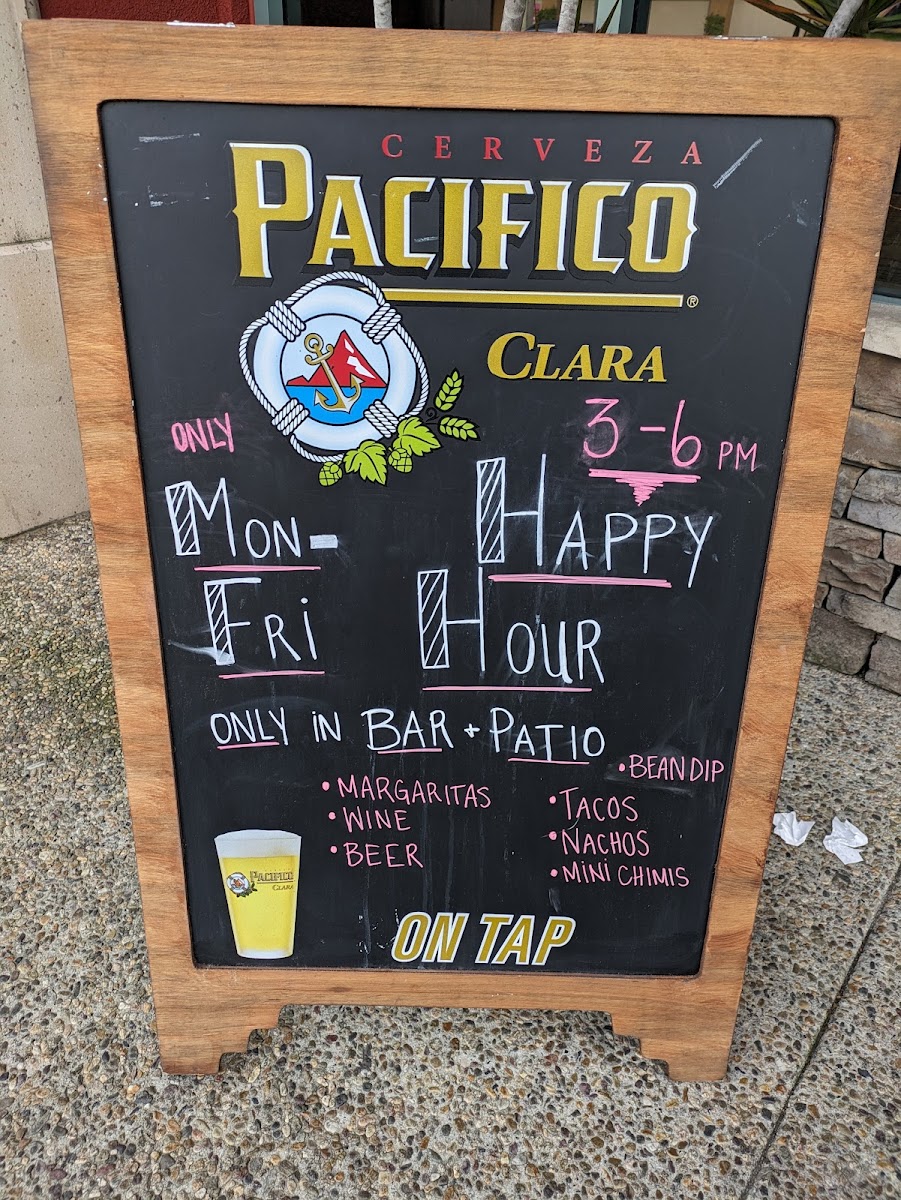 CERVEZA
PACIFICO®
CLARA
ONLY
3-6 PM
MON-
FRI
HAPPY
HOUR
ONLY iN BAR + PATIO
• MARGARITAS
• WINE
• BEER
• BEAN DIP
• TACOS
• NACHOS
• MiNi CHIMIS
PACIFICO
CLARA
ON TAP